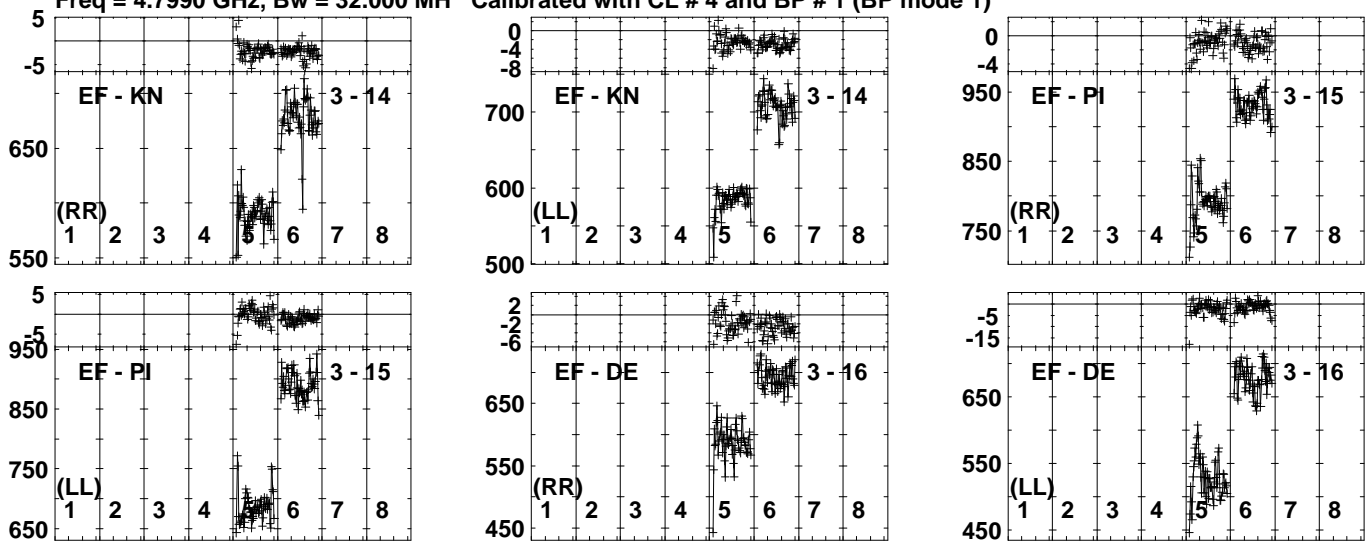 Freq = 4.7990 GHz, Bw = 32.000 MH Calibrated with CL # 4 and BP # 1 (BP mode 1)
5
-5
EF - KN 3 - 14
650
(RR)
1 2 3 4 5 6 7 8
550
0
-4
-8
EF - KN 3 - 14
700
600
(LL)
1 2 3 4 5 6 7 8
500
0
-4
950
EF - PI 3 - 15
850
(RR)
750
1 2 3 4 5 6 7 8
5
-5
950
EF - PI 3 - 15
850
750
(LL)
650
1 2 3 4 5 6 7 8
2
-2
-6
EF - DE 3 - 16
650
550
(RR)
1 2 3 4 5 6 7 8
450
-5
-15
EF - DE 3 - 16
650
550
(LL)
1 2 3 4 5 6 7 8
450